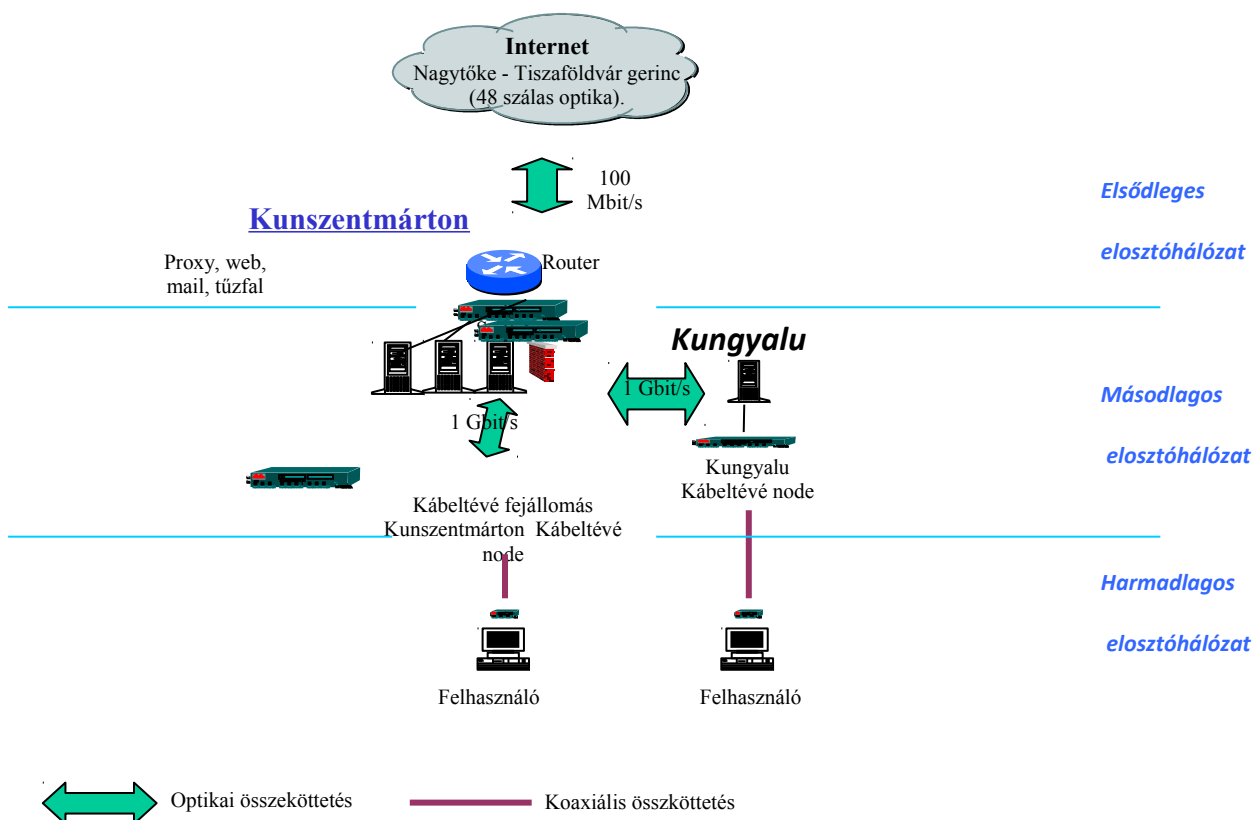 Internet
Nagytőke - Tiszaföldvár gerinc
(48 szálas optika).
100
Mbit/s
Elsődleges
elosztóhálózat
Kunszentmárton
Proxy, web,
mail, tűzfal
Router
Kungyalu
1 Gbit/s
1 Gbit/s
Másodlagos
elosztóhálózat
Kungyalu
Kábeltévé node
Kábeltévé fejállomás
Kunszentmárton Kábeltévé
node
Harmadlagos
elosztóhálózat
Felhasználó
Felhasználó
Optikai összeköttetés
Koaxiális összköttetés